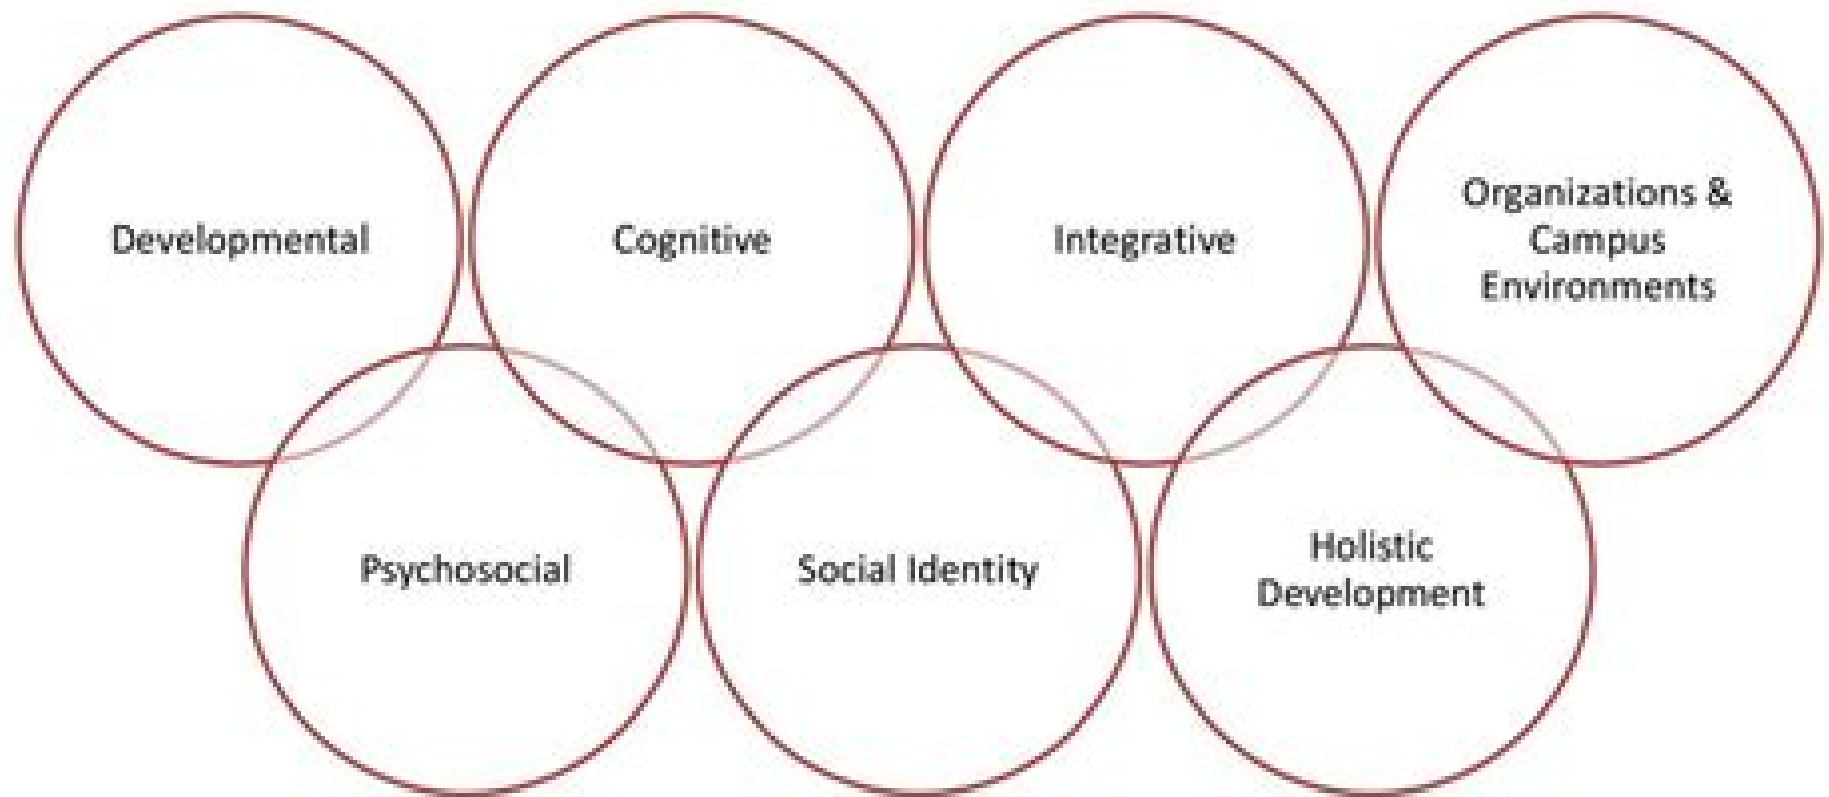 Developmental
Cognitive
Integrative
Organizations &
Campus
Environments
Psychosocial
Social Identity
Holistic
Development